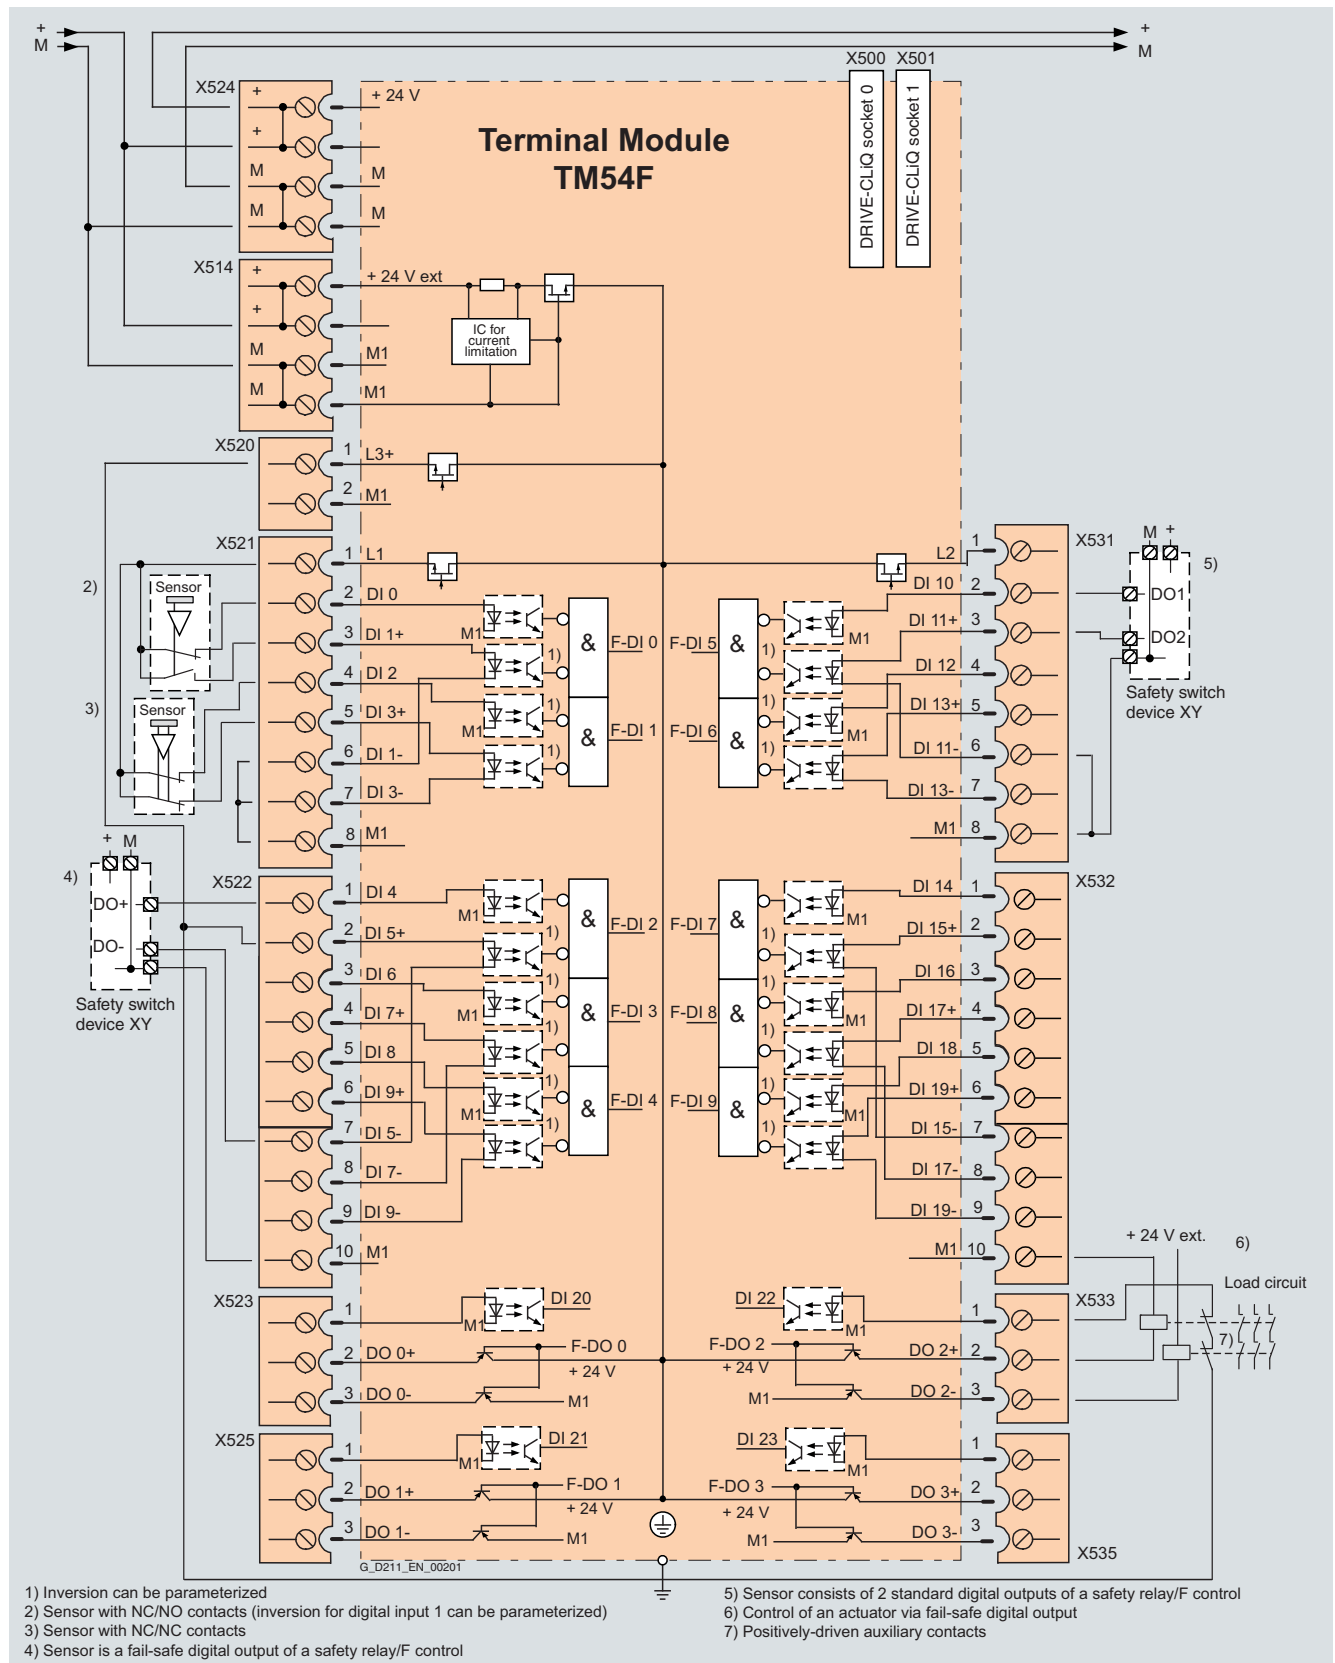 +
M
+
M
X500 X501
DRIVE-CLiQ socket 0
DRIVE-CLiQ socket 1
Terminal Module
TM54F
X524
+
+ 24 V
+
M
M
M
M
X514
+
+ 24 V ext
+
M
M1
M
M1
IC for
current
limitation
X520
1 L3+
2 M1
X521
1 L1
2 DI 0
3 DI 1+
4 DI 2
5 DI 3+
6 DI 1-
7 DI 3-
8 M1
2)
Sensor
3)
Sensor
M1
1)
1)
M1
1)
&
F-DI 0
&
F-DI 1
F-DI 5
&
F-DI 6
&
M1
1)
1)
M1
1)
L2 1
X531
DI 10 2
DI 11+ 3
DI 12 4
DI 13+ 5
DI 11- 6
DI 13- 7
M1 8
M +
5)
DO1
DO2
Safety switch
device XY
+ M
4)
DO+
DO-
Safety switch
device XY
X522
1 DI 4
2 DI 5+
3 DI 6
4 DI 7+
5 DI 8
6 DI 9+
7 DI 5-
8 DI 7-
9 DI 9-
10 M1
M1
1)
1)
M1
1)
1)
M1
1)
&
F-DI 2
&
F-DI 3
&
F-DI 4
F-DI 7
&
F-DI 8
&
F-DI 9
&
M1
1)
1)
M1
1)
1)
M1
1)
X532
DI 14 1
DI 15+ 2
DI 16 3
DI 17+ 4
DI 18 5
DI 19+ 6
DI 15- 7
DI 17- 8
DI 19- 9
M1 10
+ 24 V ext.
6)
Load circuit
7)
X523
1
M1
DI 20
2 DO 0+
F-DO 0
+ 24 V
3 DO 0-
M1
DI 22
M1
1
X533
F-DO 2
+ 24 V
DO 2+ 2
M1
DO 2- 3
X525
1
M1
DI 21
2 DO 1+
F-DO 1
+ 24 V
3 DO 1-
M1
DI 23
M1
1
F-DO 3
+ 24 V
DO 3+ 2
M1
DO 3- 3
X535
G_D211_EN_00201
1) Inversion can be parameterized
2) Sensor with NC/NO contacts (inversion for digital input 1 can be parameterized)
3) Sensor with NC/NC contacts
4) Sensor is a fail-safe digital output of a safety relay/F control
5) Sensor consists of 2 standard digital outputs of a safety relay/F control
6) Control of an actuator via fail-safe digital output
7) Positively-driven auxiliary contacts